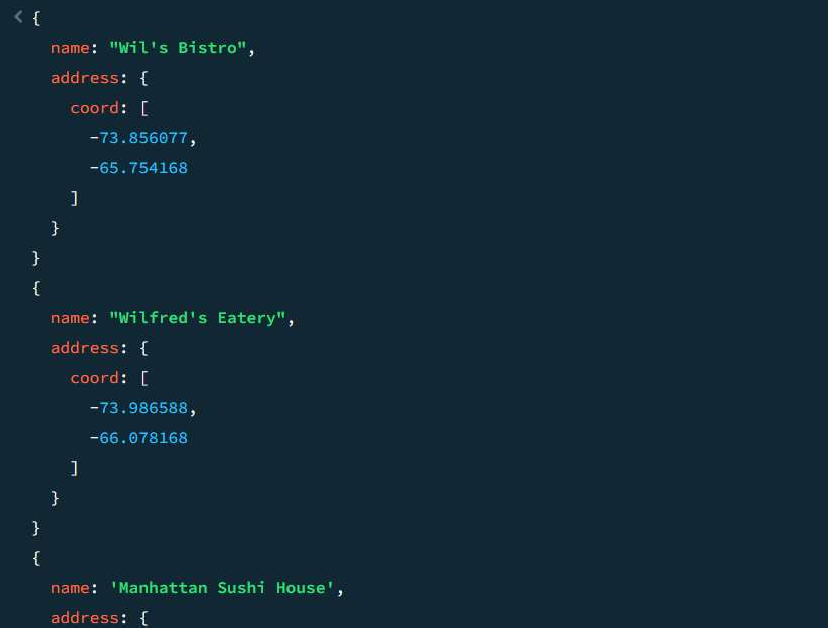 {
name: "Wil's Bistro",
address: {
coord: [
-73.856077,
-65.754168
]
}
}
{
name: "Wilfred's Eatery",
address: {
coord: [
-73.986588,
-66.078168
]
}
}
{
name: 'Manhattan Sushi House',
address: {